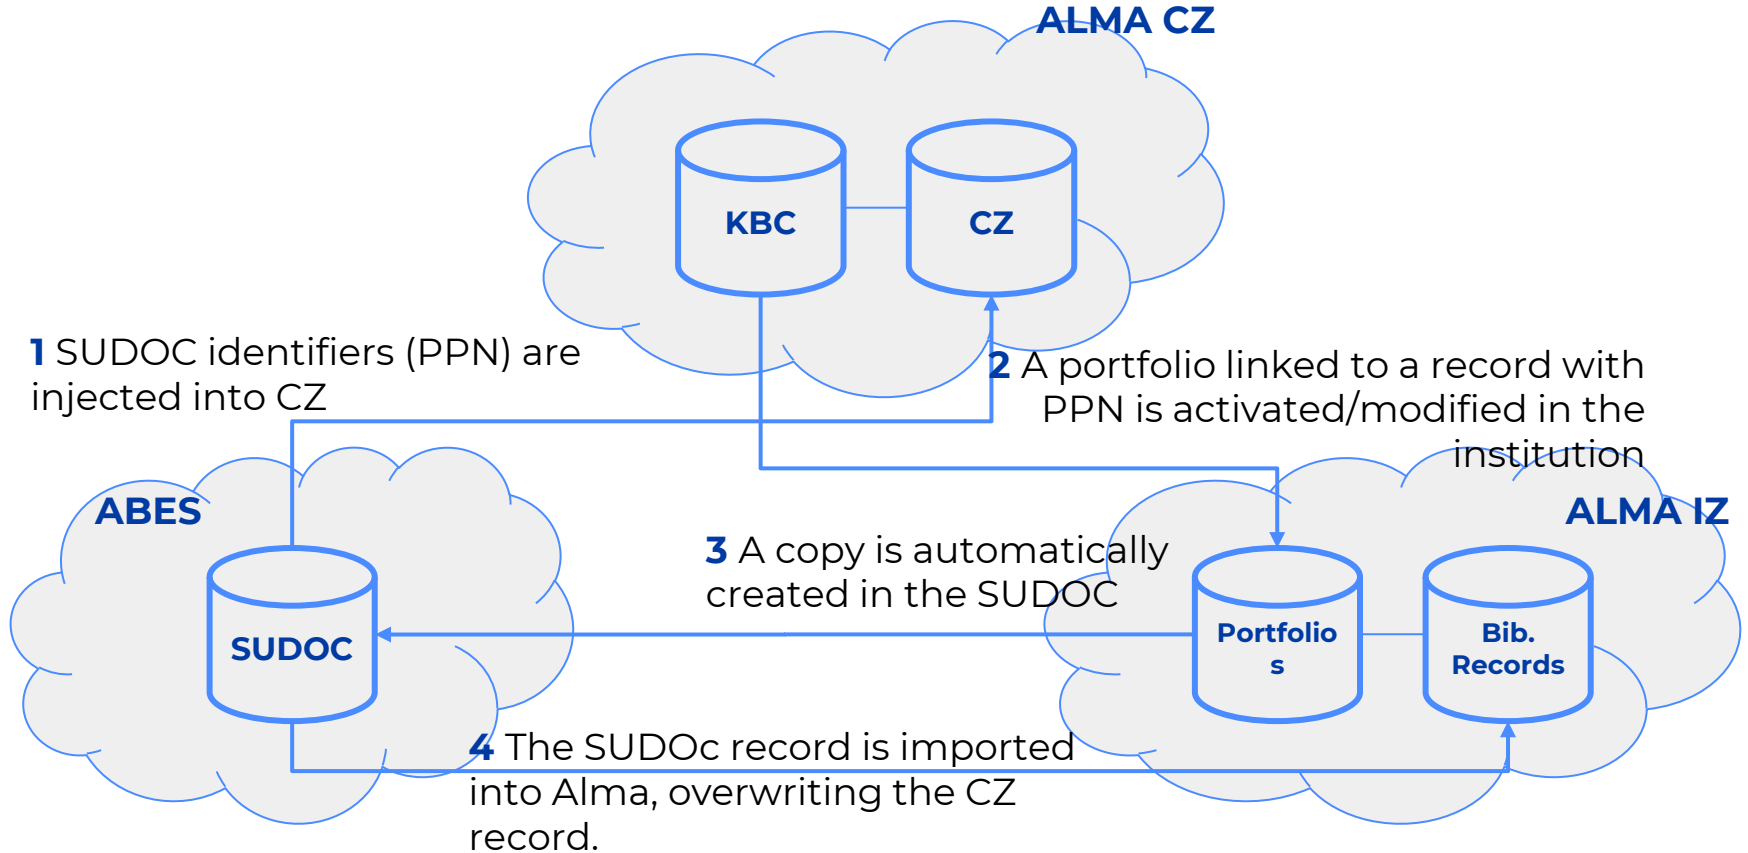 ALMA CZ
KBC
CZ
1 SUDOC identifiers (PPN) are
injected into CZ
2 A portfolio linked to a record with
PPN is activated/modified in the
institution
ABES
ALMA IZ
3 A copy is automatically
created in the SUDOC
SUDOC
Portfolio
s
Bib.
Records
4 The SUDOc record is imported
into Alma, overwriting the CZ
record.